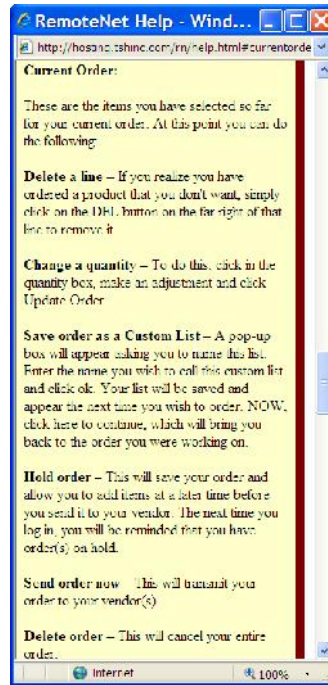 RemoteNet Help - Wind...
http://hostinc.tshinc.com/rn/help.html#currentorde
Current Order:
These are the items you have selected so far
for your current order. At this point you can do
the following:
Delete a line – If you realize you have
ordered a product that you don't want, simply
click on the DEL button on the far right of that
line to remove it.
Change a quantity – To do this, click in the
quantity box, make an adjustment and click
Update Order.
Save order as a Custom List – A pop-up
box will appear asking you to name this list.
Enter the name you wish to call this custom list
and click ok. Your list will be saved and
appear the next time you wish to order. NOW,
click here to continue, which will bring you
back to the order you were working on.
Hold order – This will save your order and
allow you to add items at a later time before
you send it to your vendor. The next time you
log in, you will be reminded that you have
order(s) on hold.
Send order now – This will transmit your
order to your vendor(s)
Delete order – This will cancel your entire
order.
Internet
100%